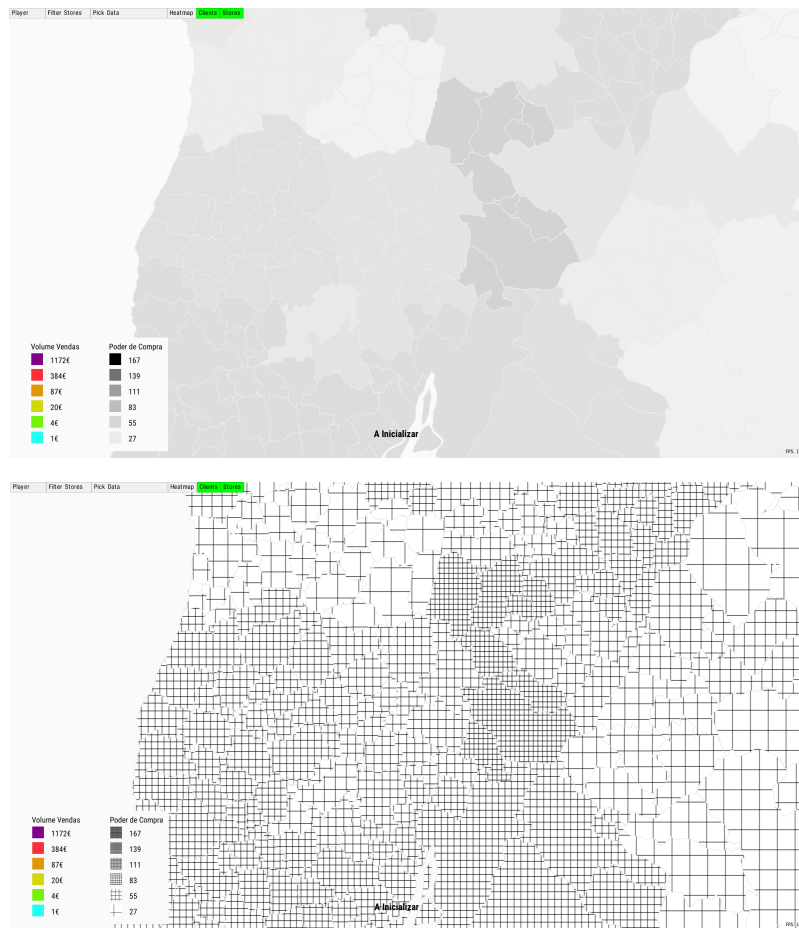 Player Filter Stores Pick Data Heatmap Clients Stores
Volume Vendas Poder de Compra
1172€ 167
384€ 139
87€ 111
20€ 83
4€ 55
1€ 27
A Inicializar
FPS: 1
Player Filter Stores Pick Data Heatmap Clients Stores
Volume Vendas Poder de Compra
1172€ 167
384€ 139
87€ 111
20€ 83
4€ 55
1€ 27
A Inicializar
FPS: 1